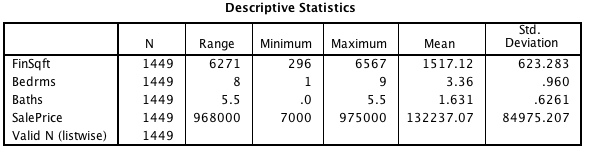 Descriptive Statistics
N Range Minimum Maximum Mean Std. Deviation
FinSqft 1449 6271 296 6567 1517.12 623.283
Bedrms 1449 8 1 9 3.36 .960
Baths 1449 5.5 .0 5.5 1.631 .6261
SalePrice 1449 968000 7000 975000 132237.07 84975.207
Valid N (listwise) 1449